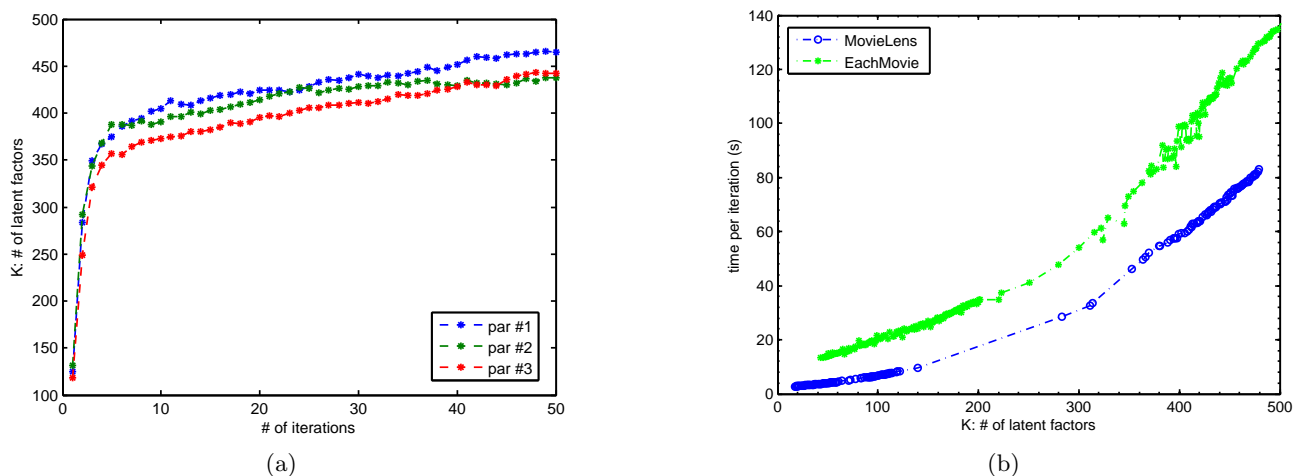 500
450
400
350
300
250
200
150
100
K: # of latent factors
0
10
20
30
40
50
# of iterations
par #1
par #2
par #3
(a)
140
120
100
80
60
40
20
0
time per iteration (s)
100
200
300
400
500
K: # of latent factors
MovieLens
EachMovie
(b)